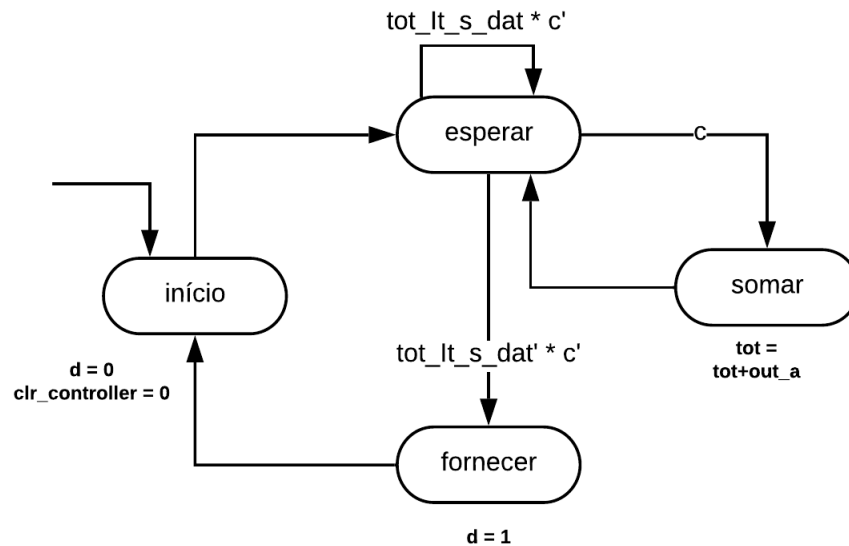 tot_lt_s_dat * c'
esperar
c
início
somar
d = 0
clr_controller = 0
tot_lt_s_dat' * c'
tot =
tot+out_a
fornecer
d = 1